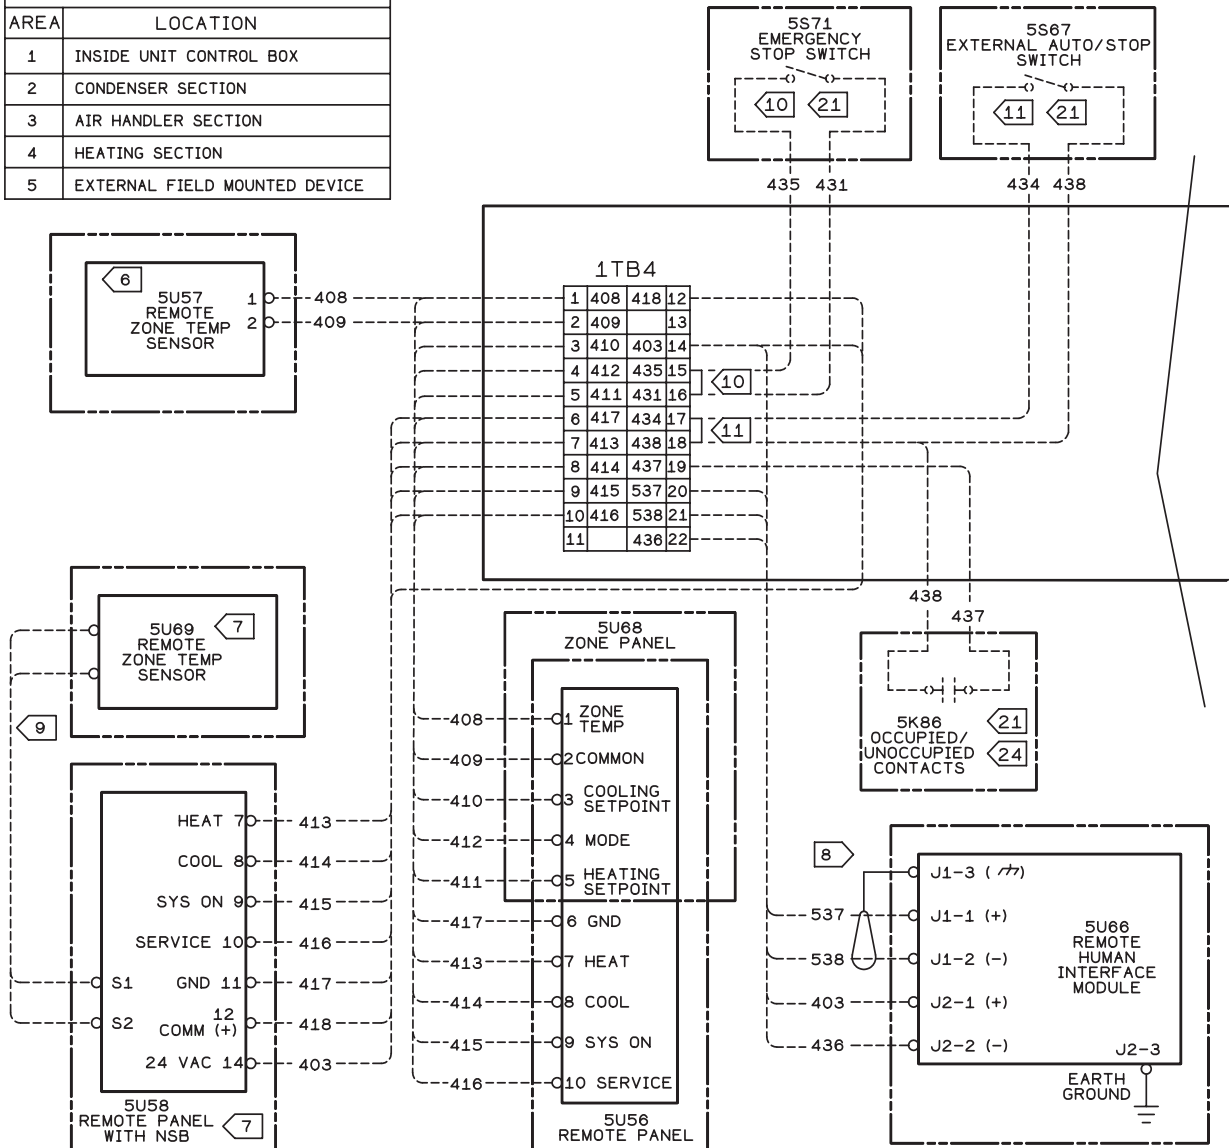 AREA LOCATION
1 INSIDE UNIT CONTROL BOX
2 CONDENSER SECTION
3 AIR HANDLER SECTION
4 HEATING SECTION
5 EXTERNAL FIELD MOUNTED DEVICE
5S71
EMERGENCY
STOP SWITCH
10 21
435 431
5S67
EXTERNAL AUTO/STOP
SWITCH
11 21
434 438
6
5U57
REMOTE
ZONE TEMP
SENSOR
1 408
2 409
1TB4
1 408 418 12
2 409 13
3 410 403 14
4 412 435 15
5 411 431 16
6 417 434 17
7 413 438 18
8 414 437 19
9 415 537 20
10 416 538 21
11 436 22
10
11
438
437
5U69
REMOTE
ZONE TEMP
SENSOR
7
9
5U68
ZONE PANEL
408 1 ZONE
TEMP
409 2 COMMON
410 3 COOLING
SETPOINT
412 4 MODE
411 5 HEATING
SETPOINT
417 6 GND
413 7 HEAT
414 8 COOL
415 9 SYS ON
416 10 SERVICE
5U56
REMOTE PANEL
5K86
OCCUPIED/
UNOCCUPIED
CONTACTS
21
24
HEAT 7 413
COOL 8 414
SYS ON 9 415
SERVICE 10 416
S1 GND 11 417
S2 12
COMM (+) 418
24 VAC 14 403
5U58
REMOTE PANEL
WITH NSB
7
8
J1-3 ( )
537 J1-1 (+)
538 J1-2 (-)
403 J2-1 (+)
436 J2-2 (-)
5U66
REMOTE
HUMAN
INTERFACE
MODULE
J2-3
EARTH
GROUND